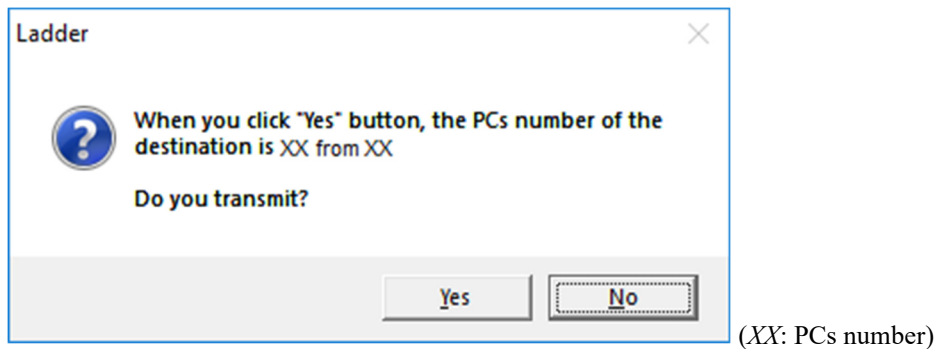 Ladder
When you click "Yes" button, the PCs number of the
destination is XX from XX
Do you transmit?
Yes
No
(XX: PCs number)